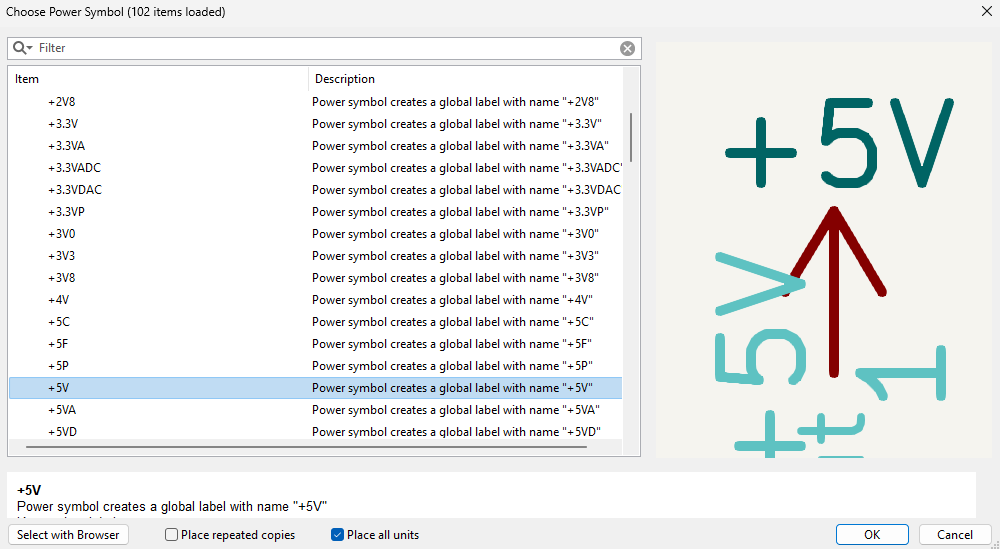 Choose Power Symbol (102 items loaded)
Filter
Item Description
+2V8 Power symbol creates a global label with name "+2V8"
+3.3V Power symbol creates a global label with name "+3.3V"
+3.3VA Power symbol creates a global label with name "+3.3VA"
+3.3VADC Power symbol creates a global label with name "+3.3VADC"
+3.3VDAC Power symbol creates a global label with name "+3.3VDAC
+3.3VP Power symbol creates a global label with name "+3.3VP"
+3V0 Power symbol creates a global label with name "+3V0"
+3V3 Power symbol creates a global label with name "+3V3"
+3V8 Power symbol creates a global label with name "+3V8"
+4V Power symbol creates a global label with name "+4V"
+5C Power symbol creates a global label with name "+5C"
+5F Power symbol creates a global label with name "+5F"
+5P Power symbol creates a global label with name "+5P"
+5V Power symbol creates a global label with name "+5V"
+5VA Power symbol creates a global label with name "+5VA"
+5VD Power symbol creates a global label with name "+5VD"
+5V
+5V
1
+5V
Power symbol creates a global label with name "+5V"
Select with Browser Place repeated copies Place all units OK Cancel